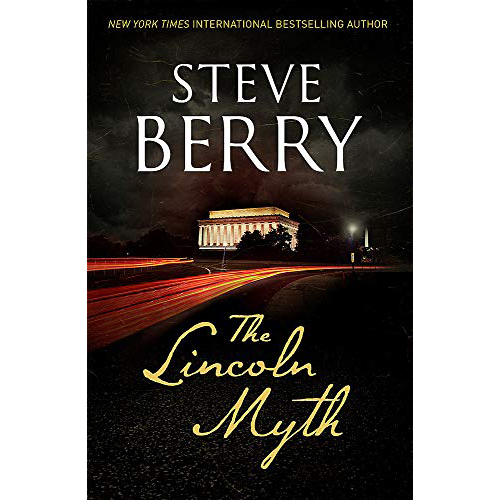 NEW YORK TIMES INTERNATIONAL BESTSELLING AUTHOR
STEVE
BERRY
The
Lincoln
Myth